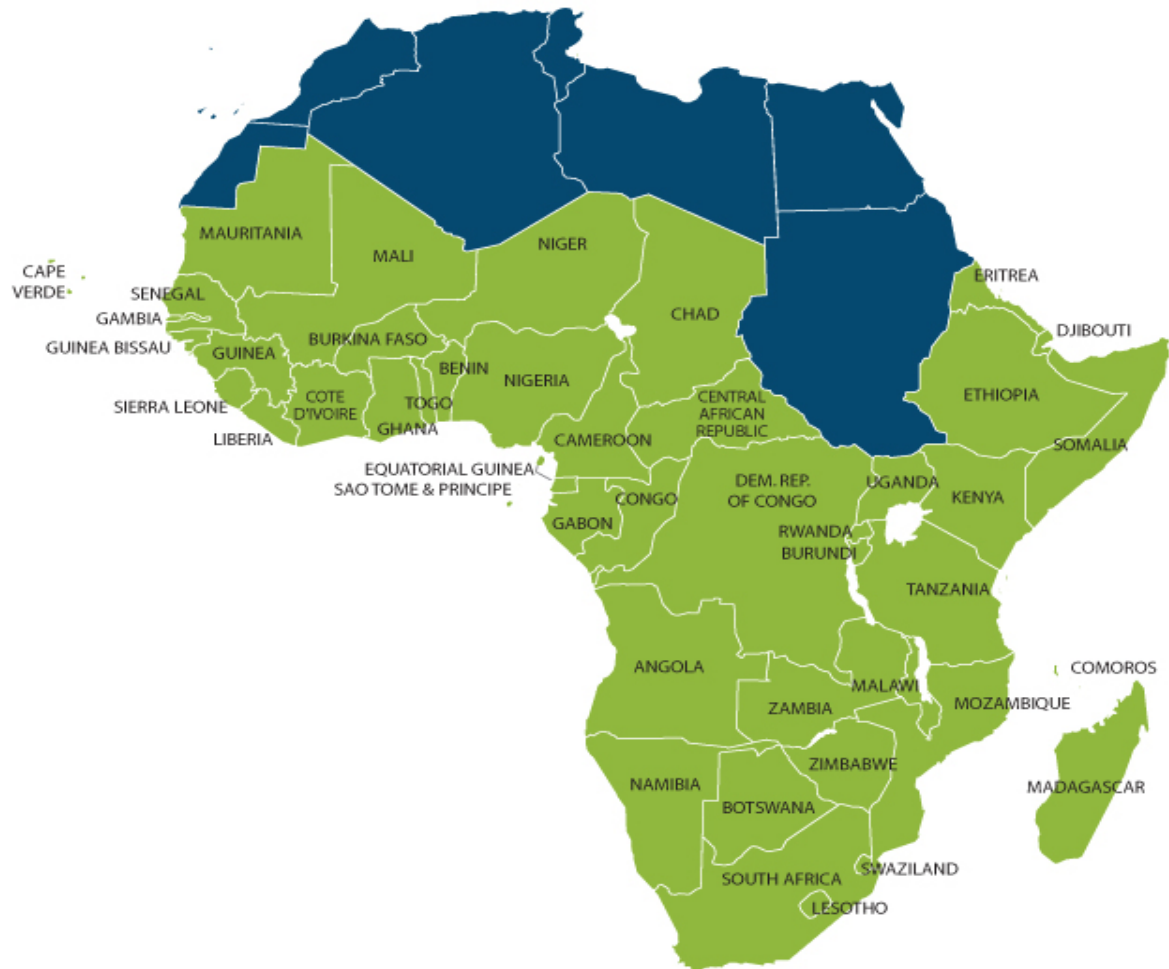 MAURITANIA
MALI
NIGER
CHAD
ERITREA
CAPE
VERDE
SENEGAL
GAMBIA
GUINEA BISSAU
GUINEA
BURKINA FASO
BENIN
NIGERIA
DJIBOUTI
ETHIOPIA
SIERRA LEONE
COTE
D'IVOIRE
TOGO
GHANA
LIBERIA
CENTRAL
AFRICAN
REPUBLIC
CAMEROON
SOMALIA
EQUATORIAL GUINEA
SAO TOME & PRINCIPE
GABON
CONGO
DEM. REP.
OF CONGO
UGANDA
KENYA
RWANDA
BURUNDI
TANZANIA
ANGOLA
ZAMBIA
MALAWI
MOZAMBIQUE
COMOROS
NAMIBIA
BOTSWANA
ZIMBABWE
MADAGASCAR
SOUTH AFRICA
SWAZILAND
LESOTHO